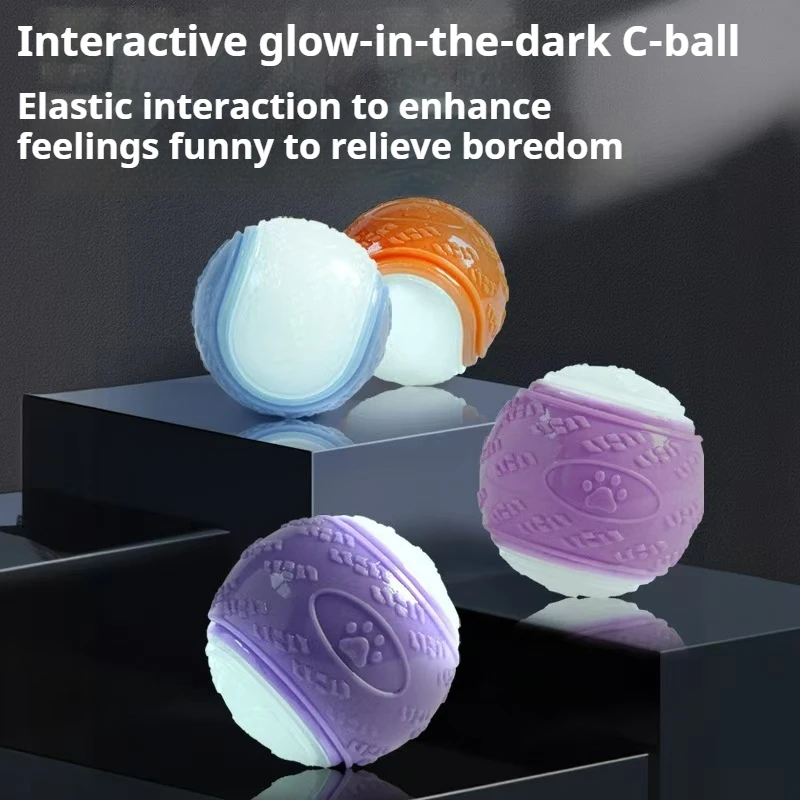 Interactive glow-in-the-dark C-ball
Elastic interaction to enhance
feelings funny to relieve boredom